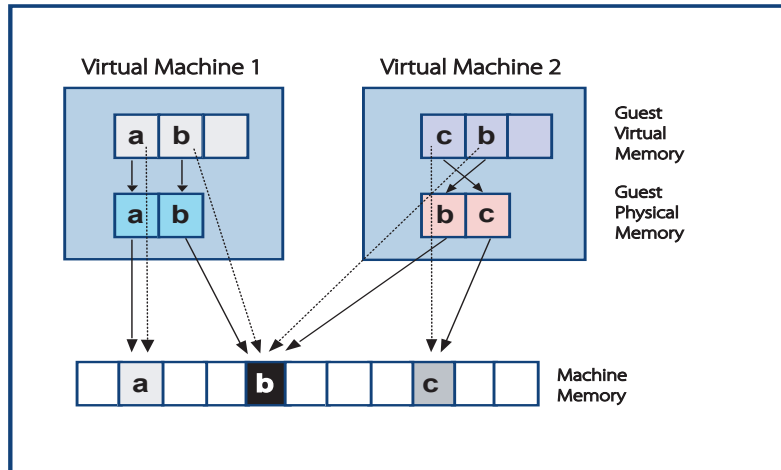 Virtual Machine 1
Virtual Machine 2
a b
c b
Guest
Virtual
Memory
a b
b c
Guest
Physical
Memory
a
b
c
Machine
Memory